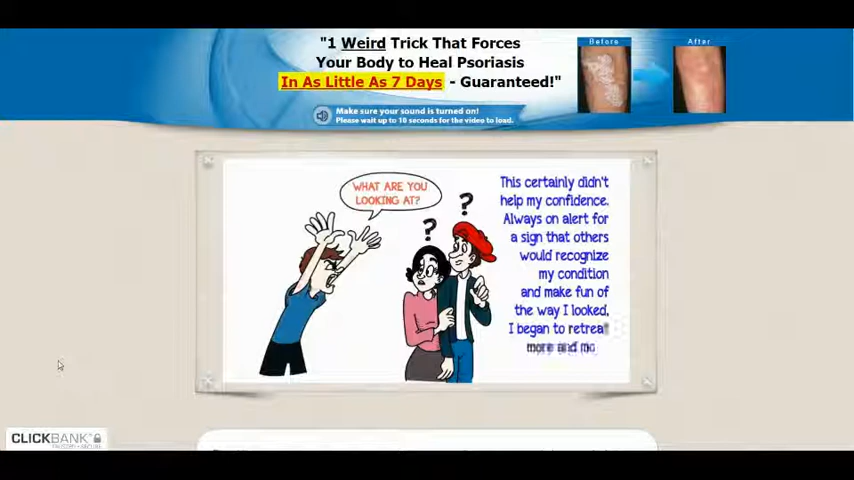 "1 Weird Trick That Forces
Your Body to Heal Psoriasis
In As Little As 7 Days - Guaranteed!"
Before
After
Make sure your sound is turned on!
Please wait up to 10 seconds for the video to load.
WHAT ARE YOU
LOOKING AT?
?
?
This certainly didn't
help my confidence.
Always on alert for
a sign that others
would recognize
my condition
and make fun of
the way I looked,
I began to retreat
more and mo
CLICKBANK